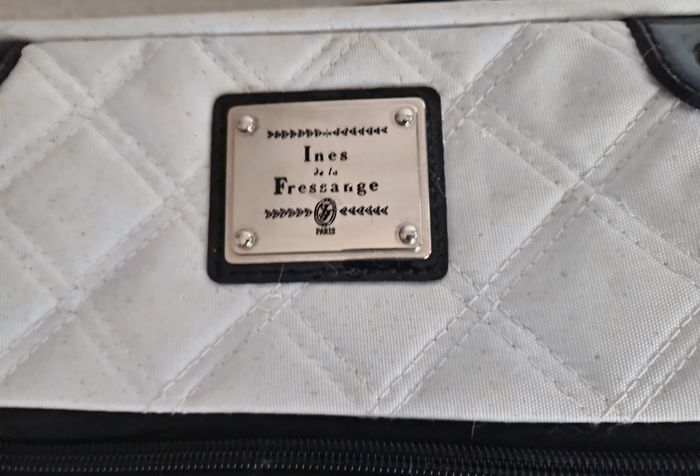 Ines
de la
Fressange
PARIS